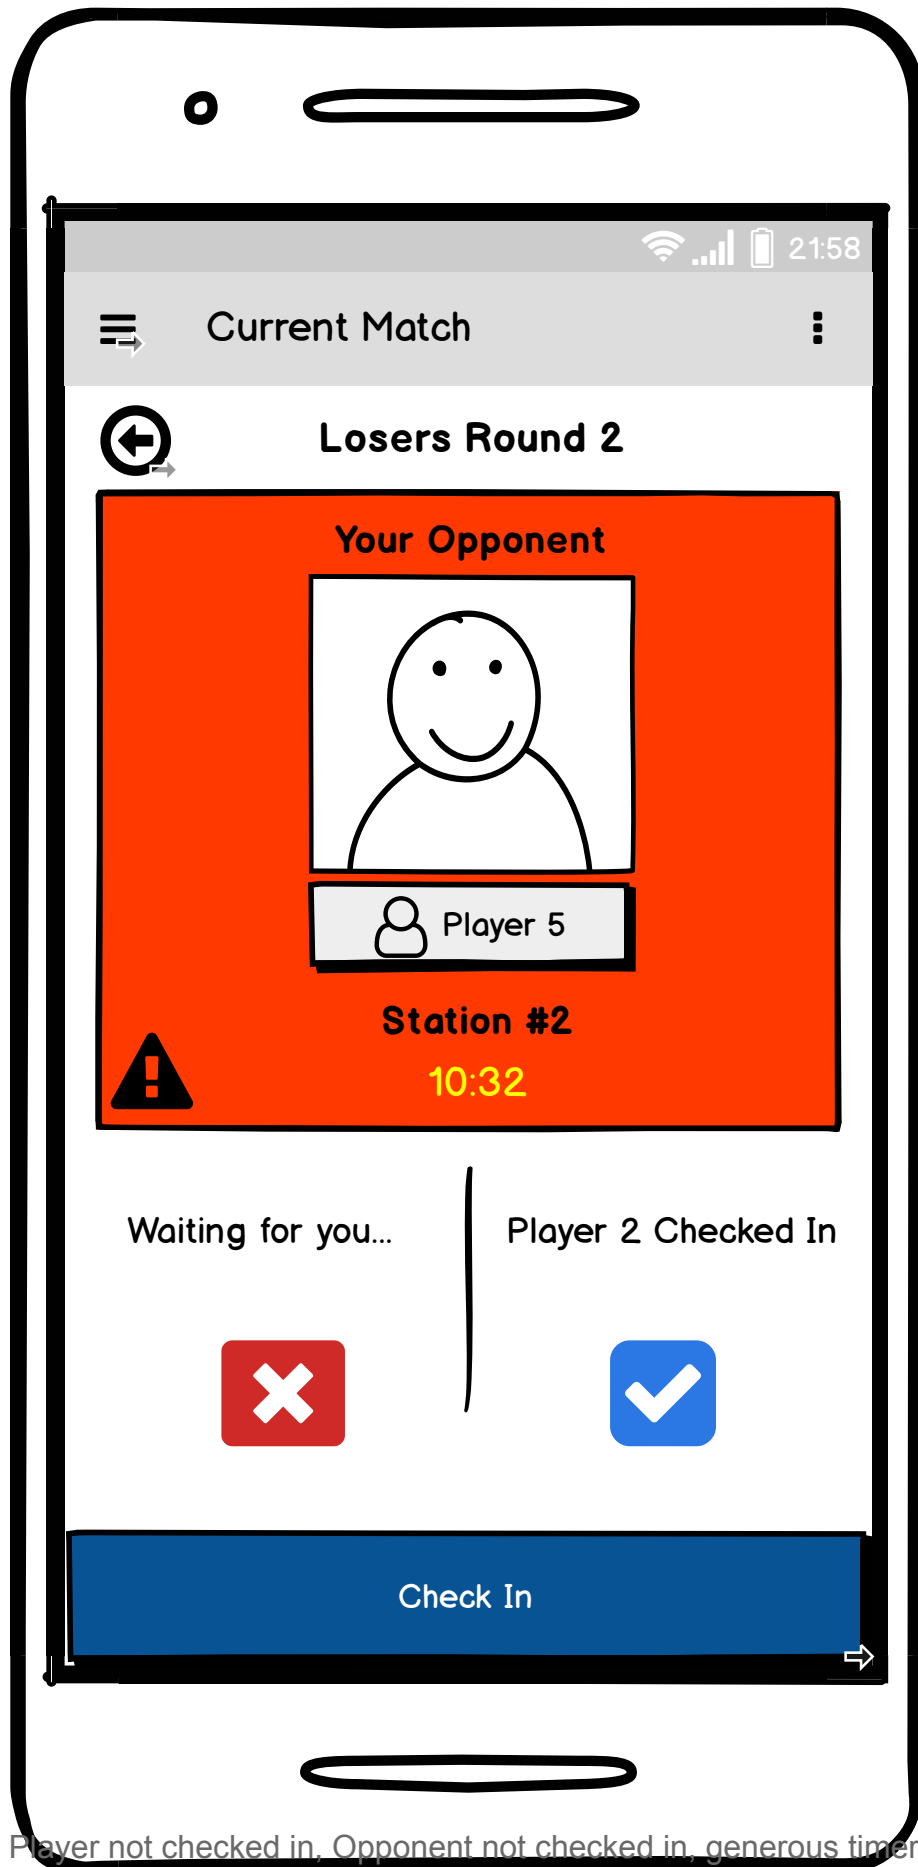 21:58
Current Match
Losers Round 2
Your Opponent
Player 5
Station #2
10:32
Waiting for you...
Player 2 Checked In
Check In
Player not checked in, Opponent not checked in, generous timer